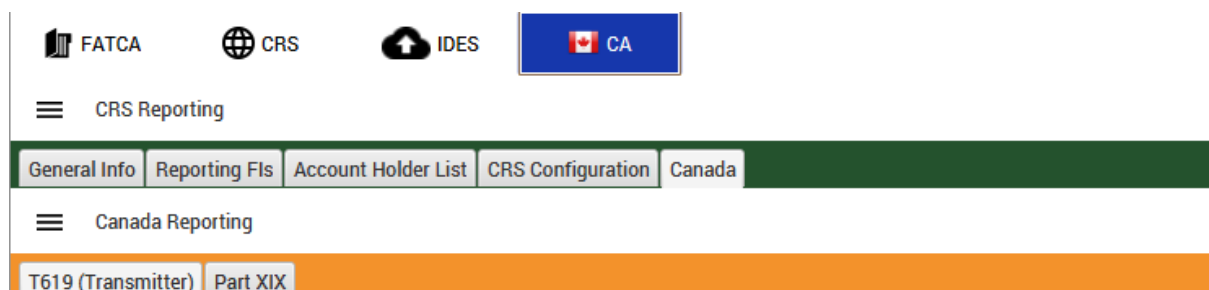 FATCA CRS IDES CA
CRS Reporting
General Info Reporting FIs Account Holder List CRS Configuration Canada
Canada Reporting
T619 (Transmitter) Part XIX